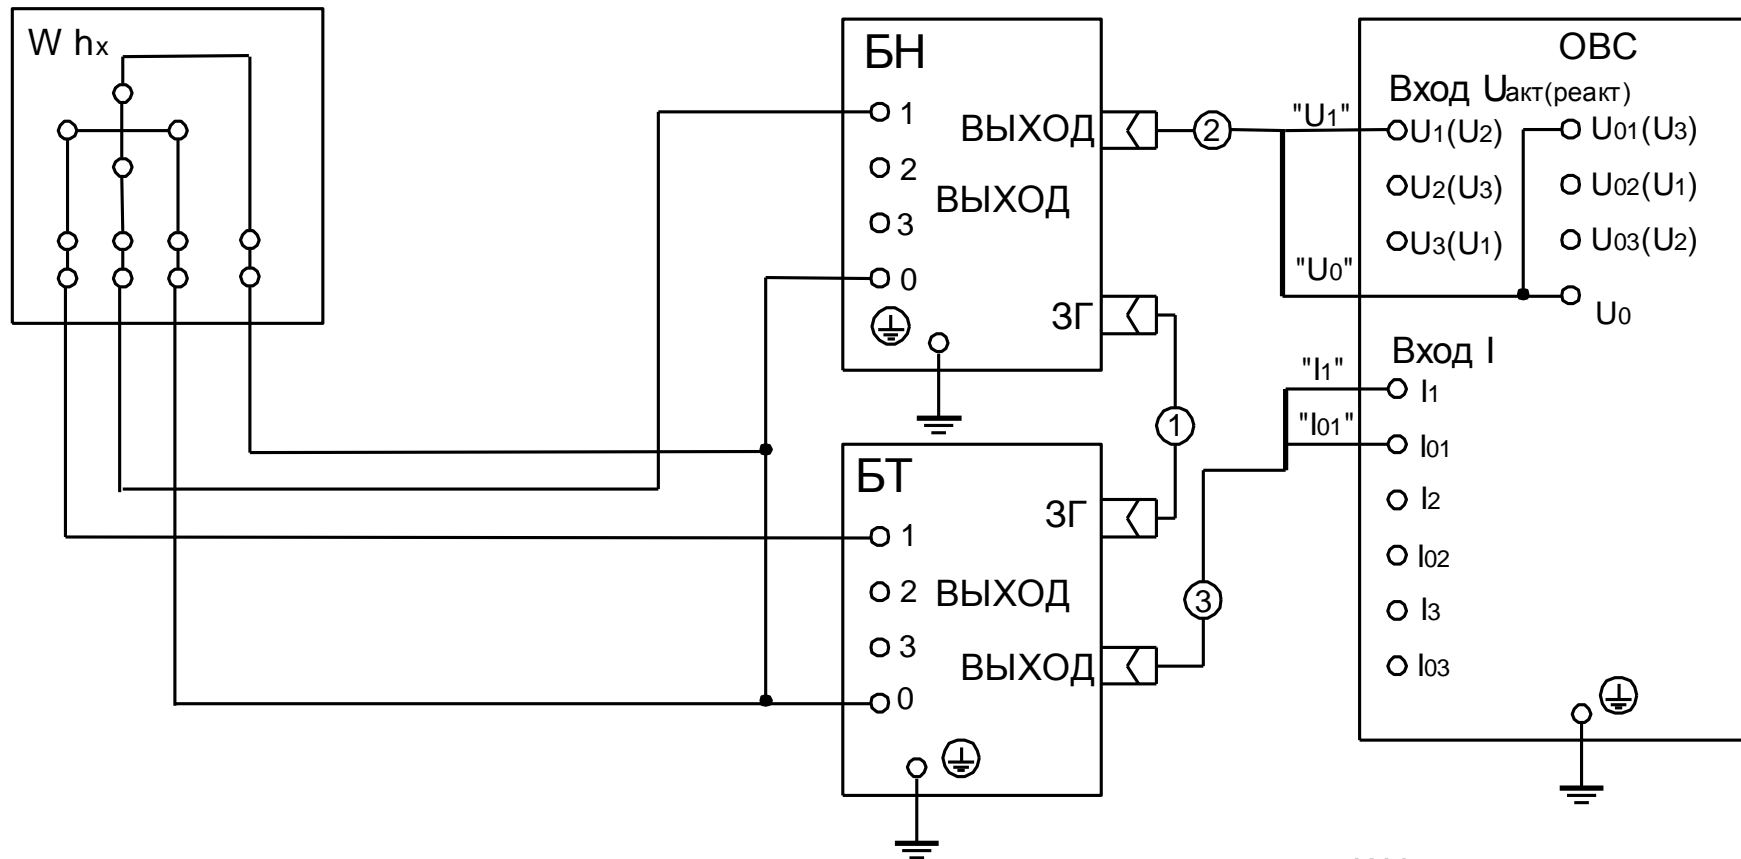 W hx
БН
1
2
3
0
ВЫХОД
ВЫХОД
ЗГ
2
1
3
"U1"
"U0"
"I1"
"I01"
БТ
1
2
3
0
ЗГ
ВЫХОД
ВЫХОД
ОВС
Вход Uакт(реакт)
U1(U2)
U01(U3)
U2(U3)
U02(U1)
U3(U1)
U03(U2)
U0
Вход I
I1
I01
I2
I02
I3
I03